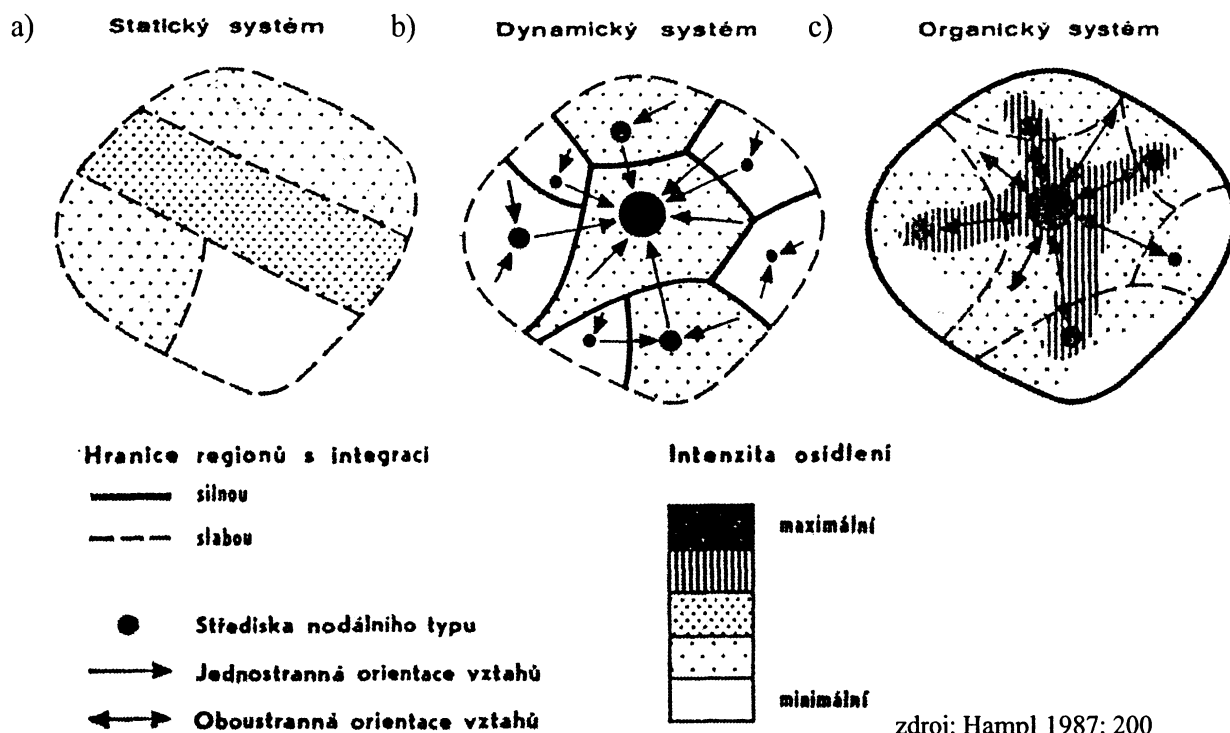 a) Statický systém b) Dynamický systém c) Organický systém
Hranice regionů s integrací
silnou
slabou
Střediska nodálního typu
Jednostranná orientace vztahů
Oboustranná orientace vztahů
Intenzita osídlení
maximální
minimální
zdroj: Hampl 1987: 200